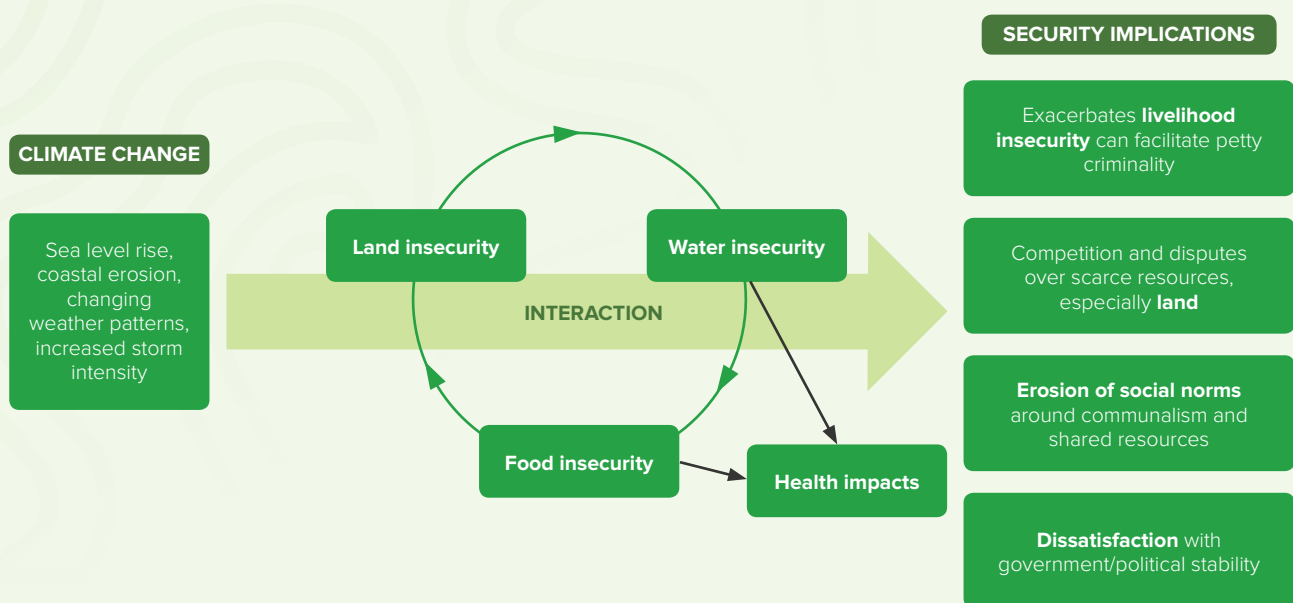 CLIMATE CHANGE
Sea level rise,
coastal erosion,
changing
weather patterns,
increased storm
intensity
Land insecurity
Water insecurity
INTERACTION
Food insecurity
Health impacts
SECURITY IMPLICATIONS
Exacerbates livelihood
insecurity can facilitate petty
criminality
Competition and disputes
over scarce resources,
especially land
Erosion of social norms
around communalism and
shared resources
Dissatisfaction with
government/political stability